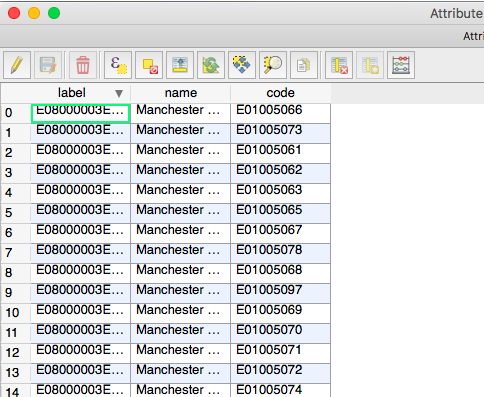 Attribute
Attri
label name code
0 E08000003E... Manchester ... E01005066
1 E08000003E... Manchester ... E01005073
2 E08000003E... Manchester ... E01005061
3 E08000003E... Manchester ... E01005062
4 E08000003E... Manchester ... E01005063
5 E08000003E... Manchester ... E01005065
6 E08000003E... Manchester ... E01005067
7 E08000003E... Manchester ... E01005078
8 E08000003E... Manchester ... E01005068
9 E08000003E... Manchester ... E01005097
10 E08000003E... Manchester ... E01005069
11 E08000003E... Manchester ... E01005070
12 E08000003E... Manchester ... E01005071
13 E08000003E... Manchester ... E01005072
14 E08000003E... Manchester ... E01005074